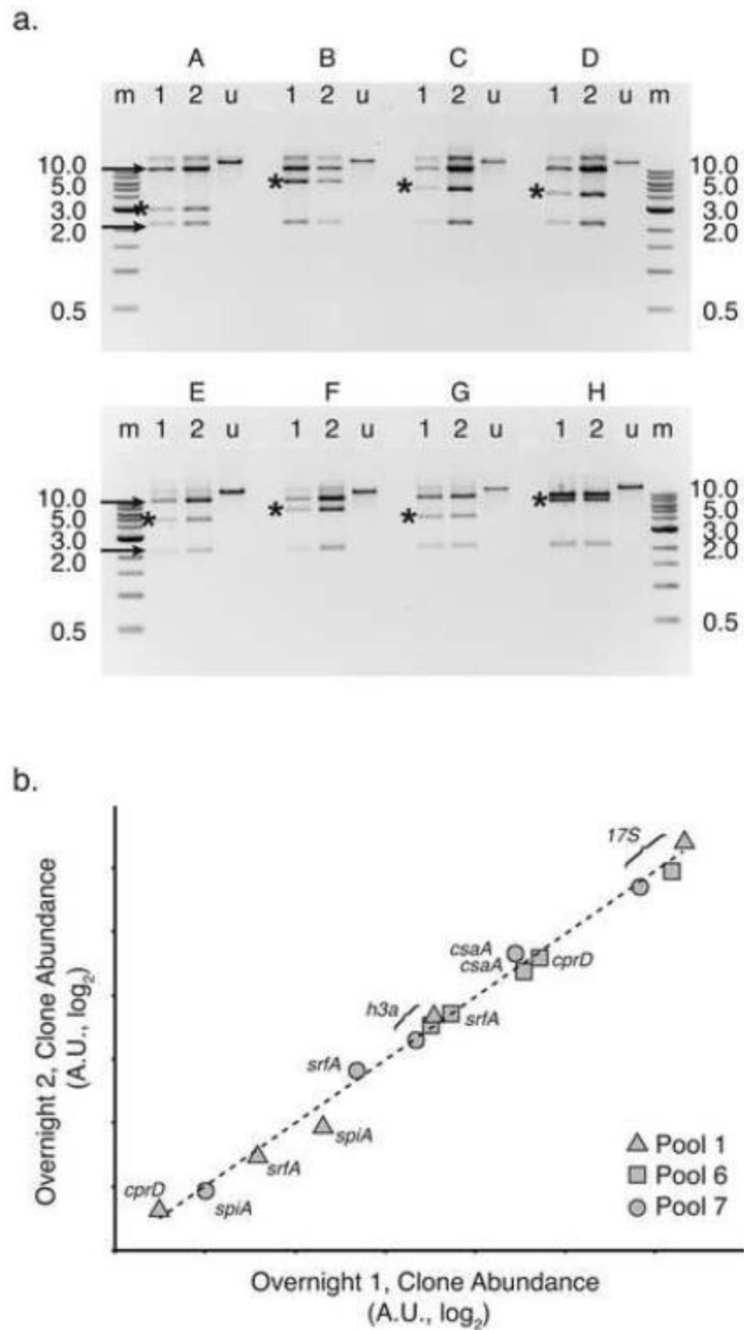 a.
A B C D
m 1 2 u 1 2 u 1 2 u 1 2 u m
10.0 10.0
5.0 * * * 5.0
3.0 * 3.0
2.0 2.0
0.5 0.5
E F G H
m 1 2 u 1 2 u 1 2 u 1 2 u m
10.0 * 10.0
5.0 * * * 5.0
3.0 3.0
2.0 2.0
0.5 0.5
b.
Overnight 2, Clone Abundance
(A.U., log₂)
17S
csaA
csaA cprD
h3a srfA
srfA
spiA
srfA
cprD
spiA
Pool 1
Pool 6
Pool 7
Overnight 1, Clone Abundance
(A.U., log₂)